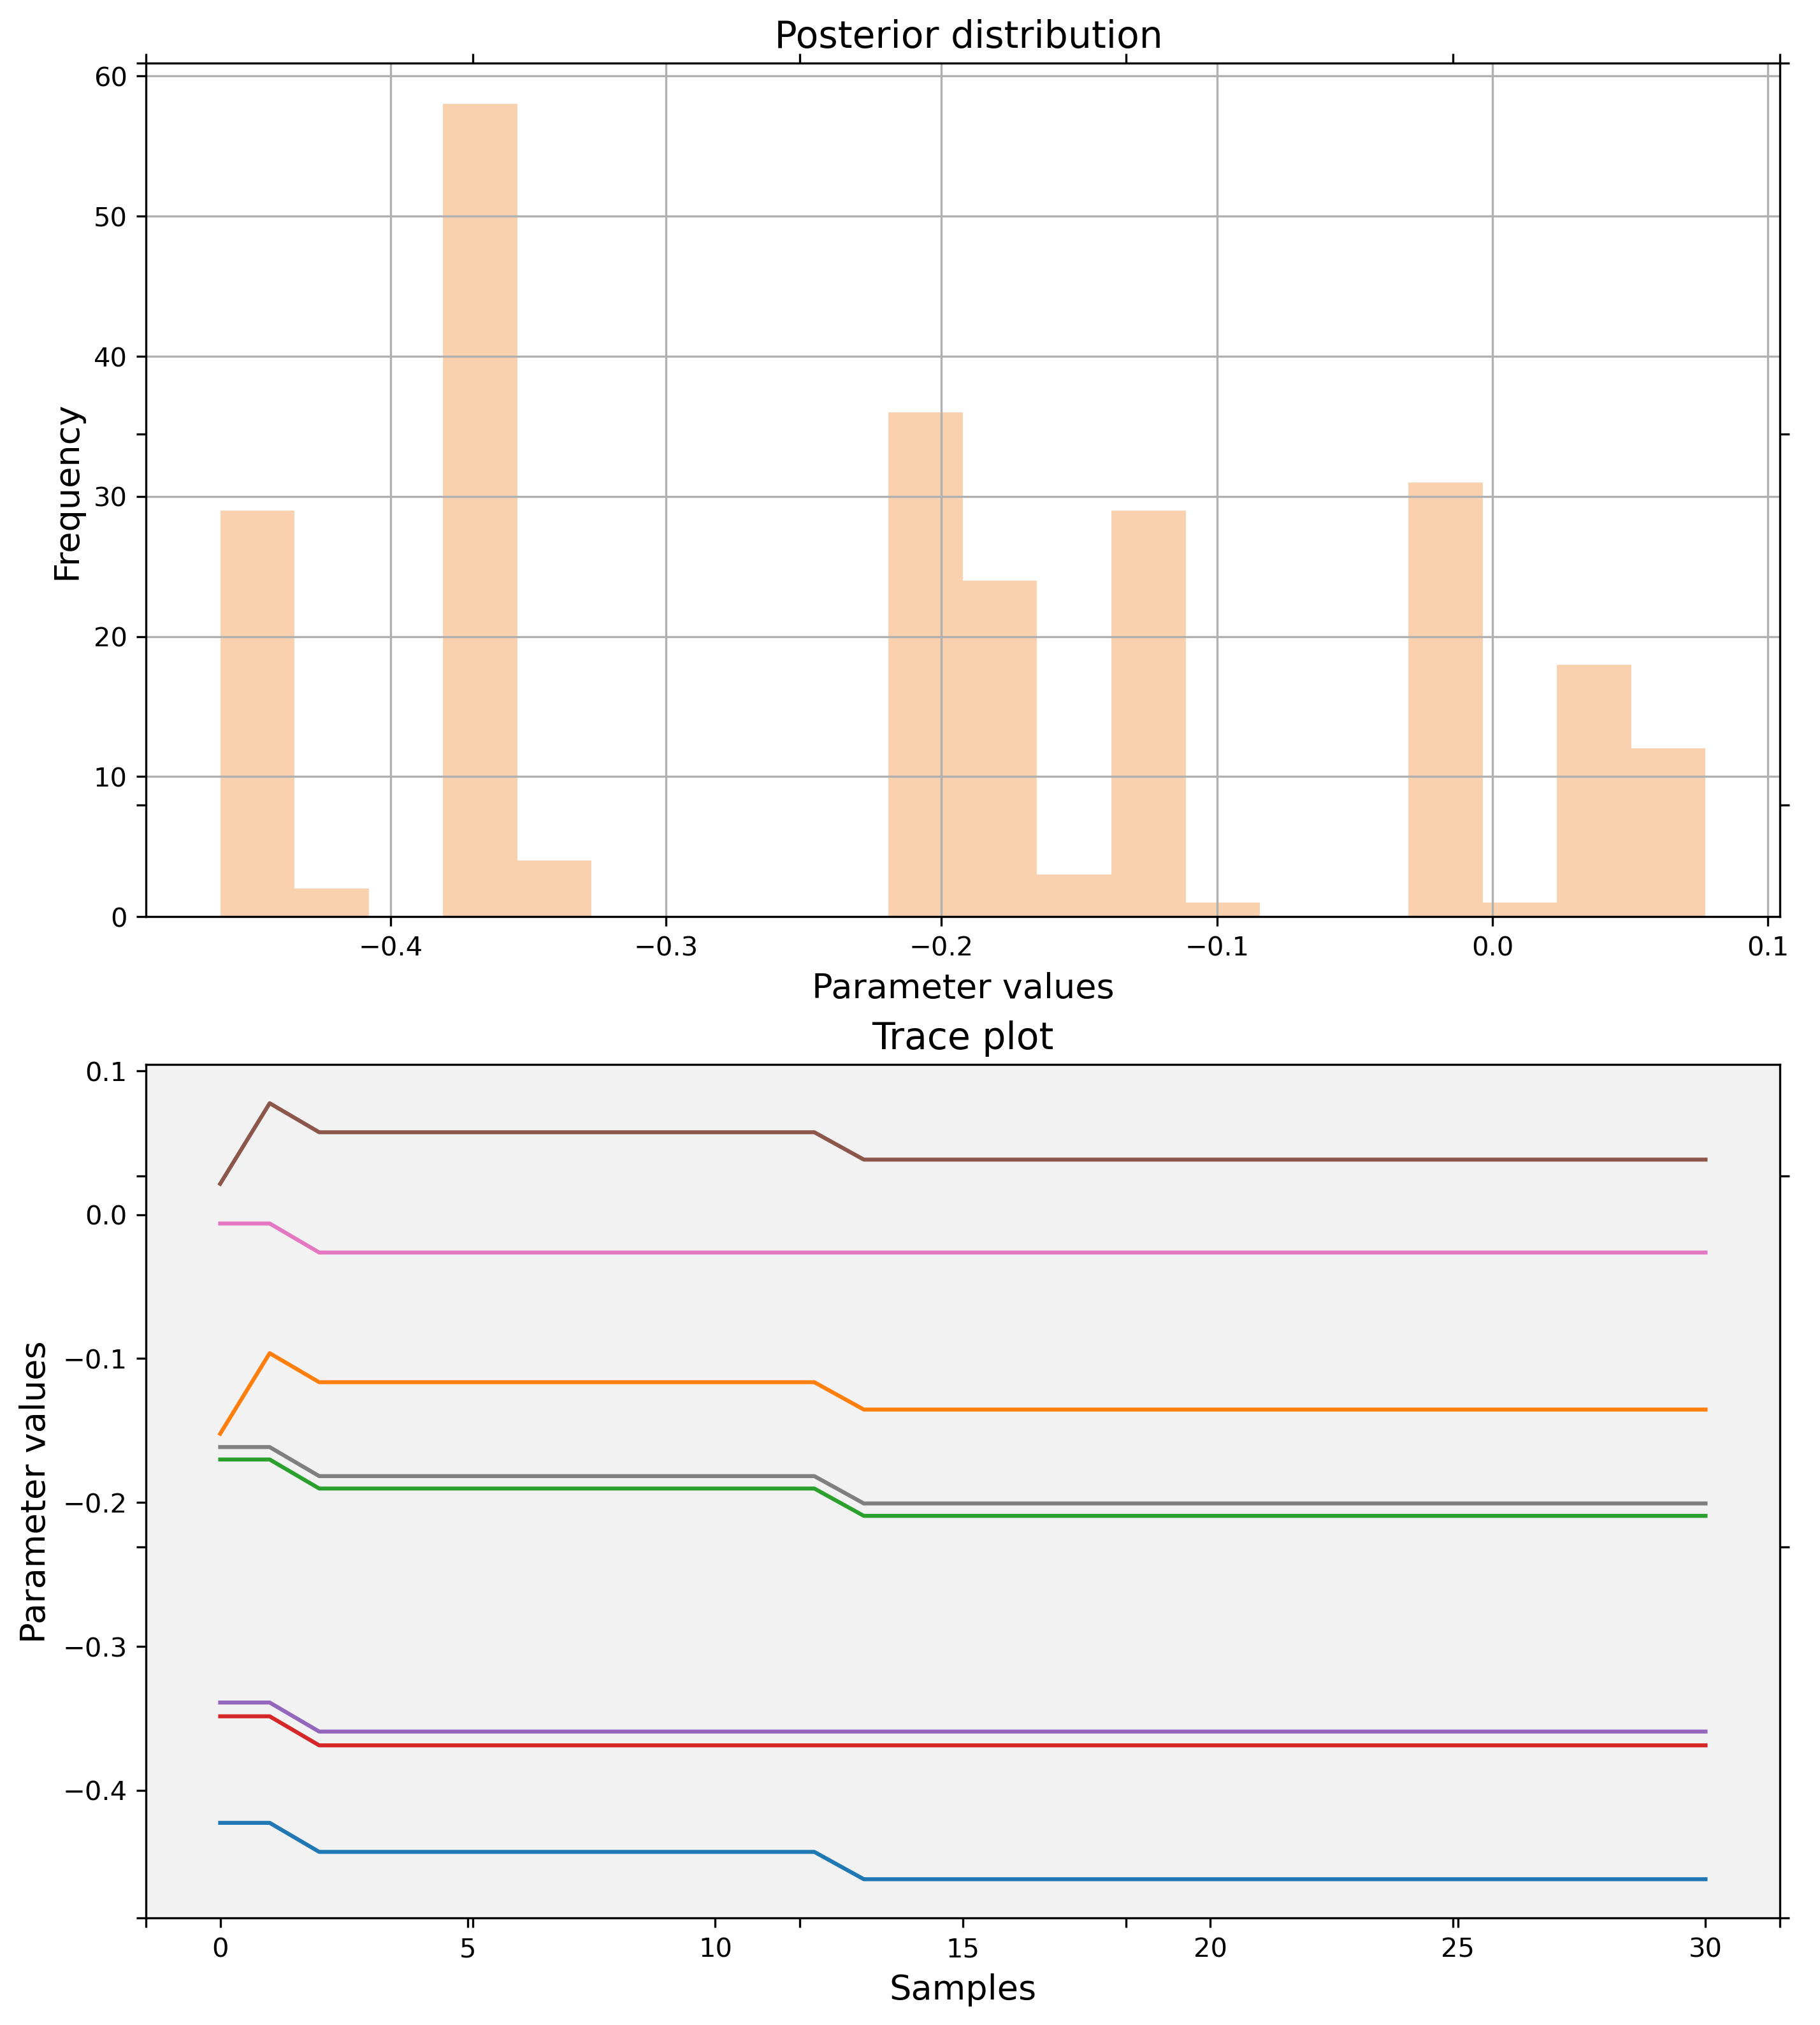 Posterior distribution
60
50
40
30
20
10
0
Frequency
−0.4 −0.3 −0.2 −0.1 0.0 0.1
Parameter values
Trace plot
0.1
0.0
−0.1
−0.2
−0.3
−0.4
Parameter values
0 5 10 15 20 25 30
Samples